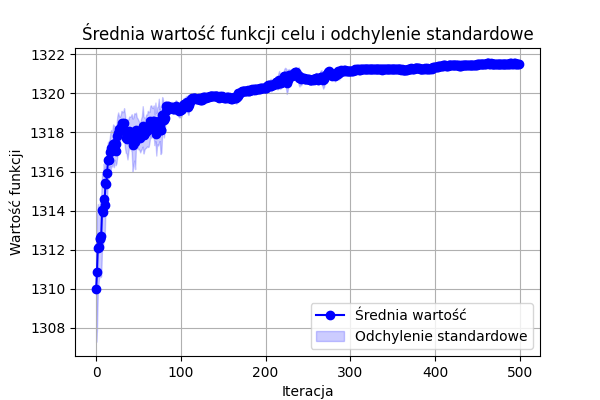 Średnia wartość funkcji celu i odchylenie standardowe
1322
1320
1318
1316
1314
1312
1310
1308
Wartość funkcji
0 100 200 300 400 500
Iteracja
Średnia wartość
Odchylenie standardowe